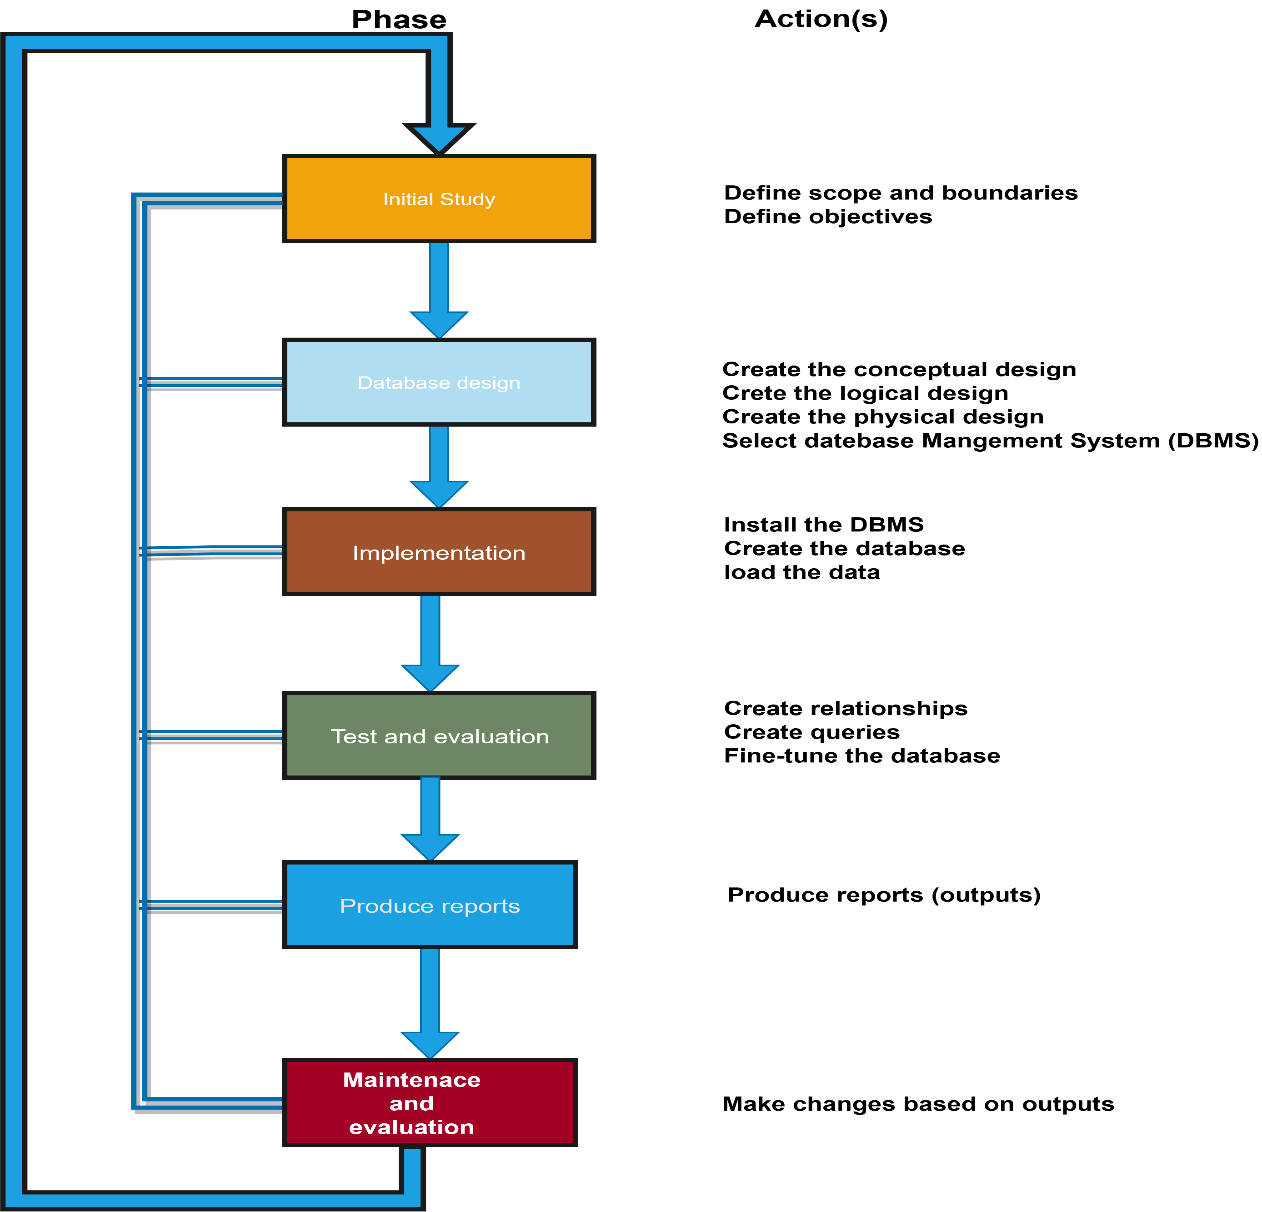 Phase
Action(s)
Initial Study
Define scope and boundaries
Define objectives
Database design
Create the conceptual design
Crete the logical design
Create the physical design
Select datebase Mangement System (DBMS)
Implementation
Install the DBMS
Create the database
load the data
Test and evaluation
Create relationships
Create queries
Fine-tune the database
Produce reports
Produce reports (outputs)
Maintenace
and
evaluation
Make changes based on outputs